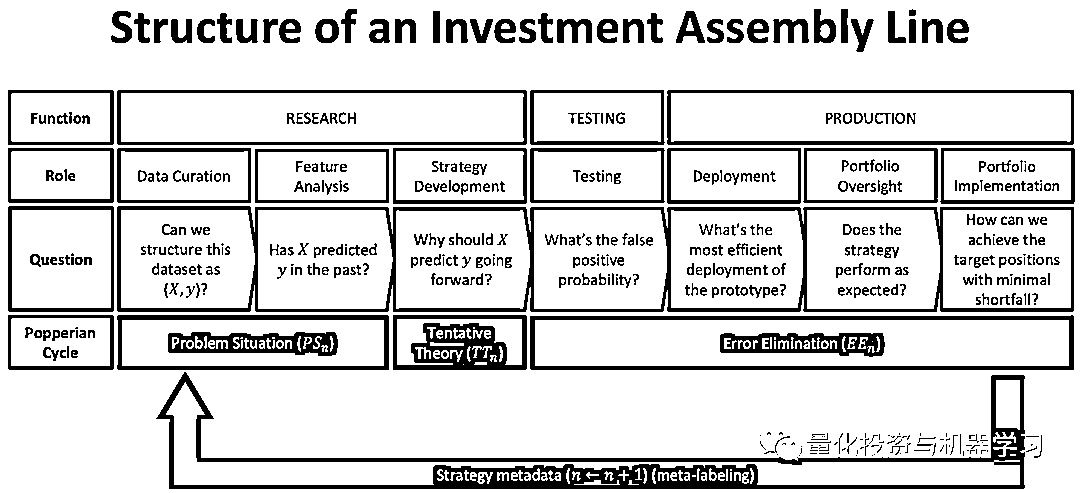 Structure of an Investment Assembly Line
Function
RESEARCH
TESTING
PRODUCTION
Role
Data Curation
Feature
Analysis
Strategy
Development
Testing
Deployment
Portfolio
Oversight
Portfolio
Implementation
Question
Can we
structure this
dataset as
(X, y)?
Has X predicted
y in the past?
Why should X
predict y going
forward?
What's the false
positive
probability?
What's the
most efficient
deployment of
the prototype?
Does the
strategy
perform as
expected?
How can we
achieve the
target positions
with minimal
shortfall?
Popperian
Cycle
Problem Situation (PSₙ)
Tentative
Theory (TTₙ)
Error Elimination (EEₙ)
量化投资与机器学习
Strategy metadata (n ← n + 1) (meta-labeling)